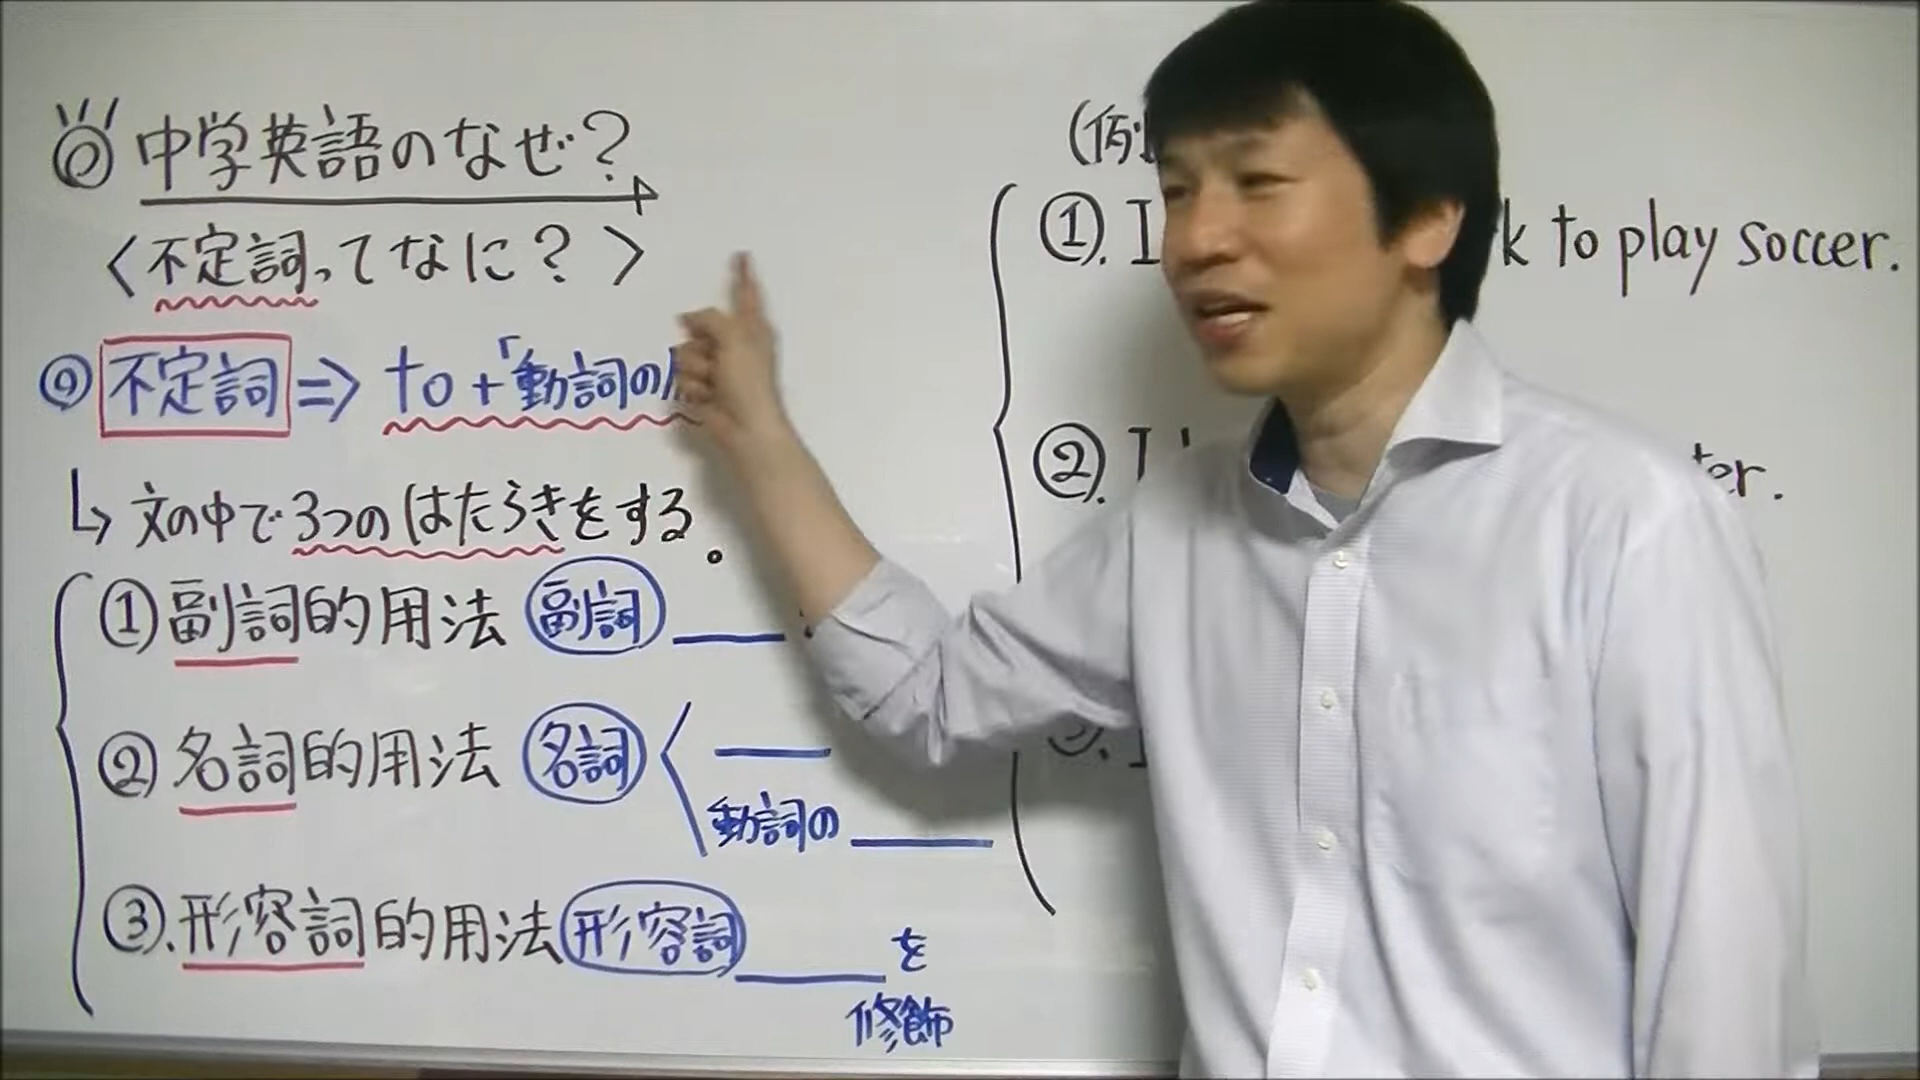 ◎中学英語のなぜ?
〈不定詞ってなに?〉
◎不定詞⇒to+「動詞の
↳文の中で3つのはたらきをする。
①副詞的用法 副詞
②名詞的用法 名詞
動詞の
③.形容詞的用法 形容詞 を
修飾
(例
①. I k to play soccer.
②. I' ter.